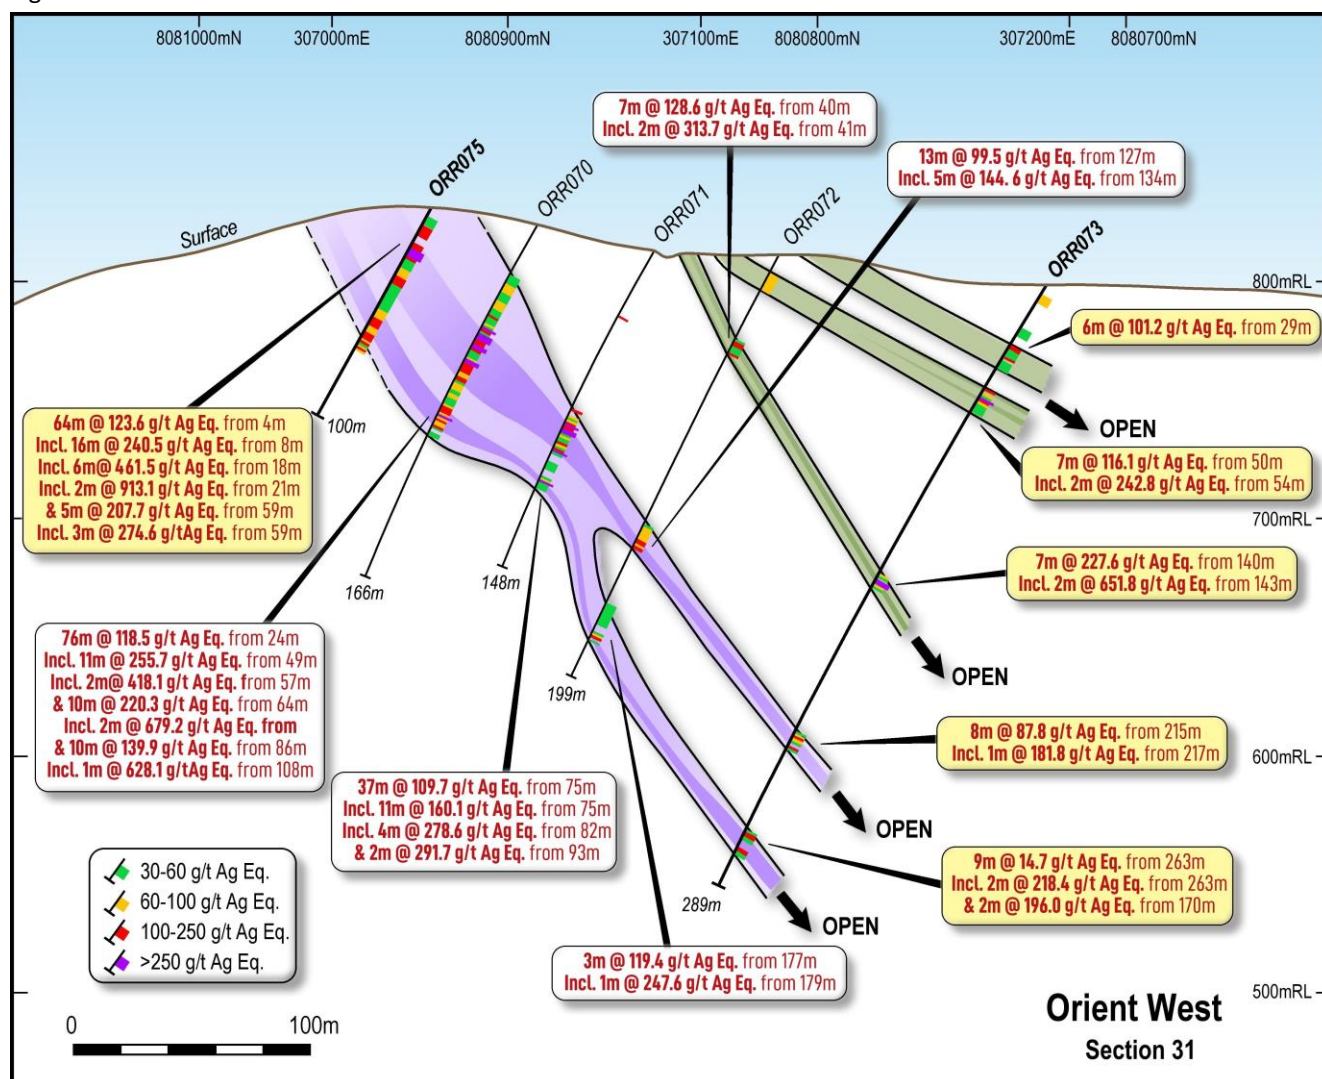 8081000mN 307000mE 8080900mN 307100mE 8080800mN 307200mE 8080700mN
7m @ 128.6 g/t Ag Eq. from 40m
Incl. 2m @ 313.7 g/t Ag Eq. from 41m
13m @ 99.5 g/t Ag Eq. from 127m
Incl. 5m @ 144. 6 g/t Ag Eq. from 134m
ORR075
ORR070
ORR071
ORR072
ORR073
Surface
800mRL
6m @ 101.2 g/t Ag Eq. from 29m
64m @ 123.6 g/t Ag Eq. from 4m
Incl. 16m @ 240.5 g/t Ag Eq. from 8m
Incl. 6m@ 461.5 g/t Ag Eq. from 18m
Incl. 2m @ 913.1 g/t Ag Eq. from 21m
& 5m @ 207.7 g/t Ag Eq. from 59m
Incl. 3m @ 274.6 g/tAg Eq. from 59m
100m
OPEN
7m @ 116.1 g/t Ag Eq. from 50m
Incl. 2m @ 242.8 g/t Ag Eq. from 54m
700mRL
7m @ 227.6 g/t Ag Eq. from 140m
Incl. 2m @ 651.8 g/t Ag Eq. from 143m
166m
148m
199m
OPEN
76m @ 118.5 g/t Ag Eq. from 24m
Incl. 11m @ 255.7 g/t Ag Eq. from 49m
Incl. 2m@ 418.1 g/t Ag Eq. from 57m
& 10m @ 220.3 g/t Ag Eq. from 64m
Incl. 2m @ 679.2 g/t Ag Eq. from
& 10m @ 139.9 g/t Ag Eq. from 86m
Incl. 1m @ 628.1 g/tAg Eq. from 108m
8m @ 87.8 g/t Ag Eq. from 215m
Incl. 1m @ 181.8 g/t Ag Eq. from 217m
600mRL
37m @ 109.7 g/t Ag Eq. from 75m
Incl. 11m @ 160.1 g/t Ag Eq. from 75m
Incl. 4m @ 278.6 g/t Ag Eq. from 82m
& 2m @ 291.7 g/t Ag Eq. from 93m
OPEN
9m @ 14.7 g/t Ag Eq. from 263m
Incl. 2m @ 218.4 g/t Ag Eq. from 263m
& 2m @ 196.0 g/t Ag Eq. from 170m
289m
OPEN
30-60 g/t Ag Eq.
60-100 g/t Ag Eq.
100-250 g/t Ag Eq.
>250 g/t Ag Eq.
3m @ 119.4 g/t Ag Eq. from 177m
Incl. 1m @ 247.6 g/t Ag Eq. from 179m
500mRL
0 100m
Orient West
Section 31